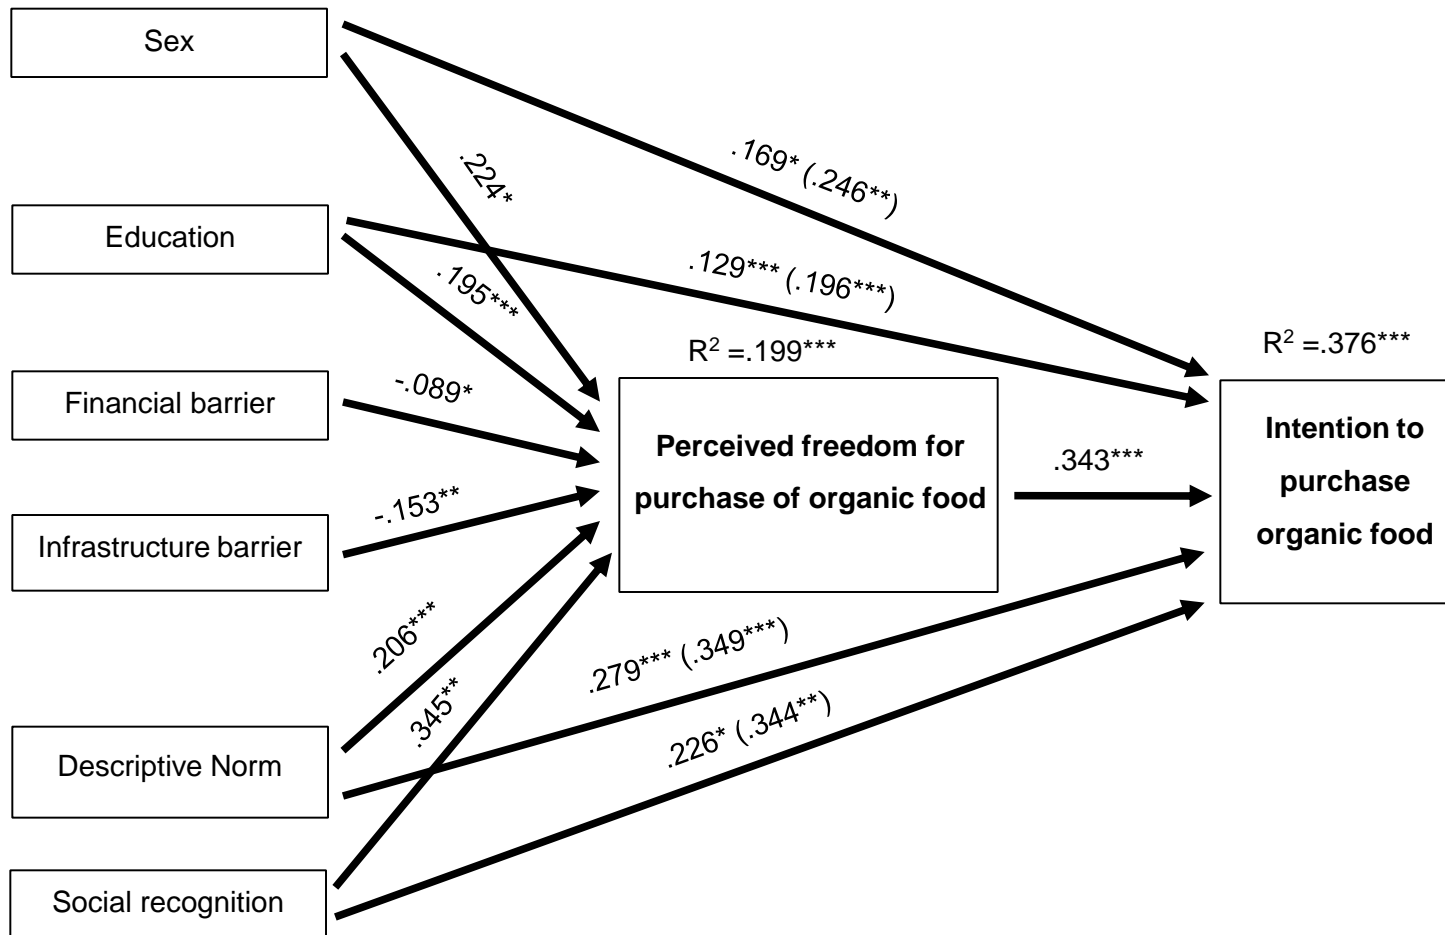 Sex
.169* (.246**)
.224*
Education
.129*** (.196***)
.195***
R² =.199***
R² =.376***
Financial barrier
-.089*
Perceived freedom for
purchase of organic food
.343***
Intention to
purchase
organic food
Infrastructure barrier
-.153**
.206***
.279*** (.349***)
.345**
.226* (.344**)
Descriptive Norm
Social recognition